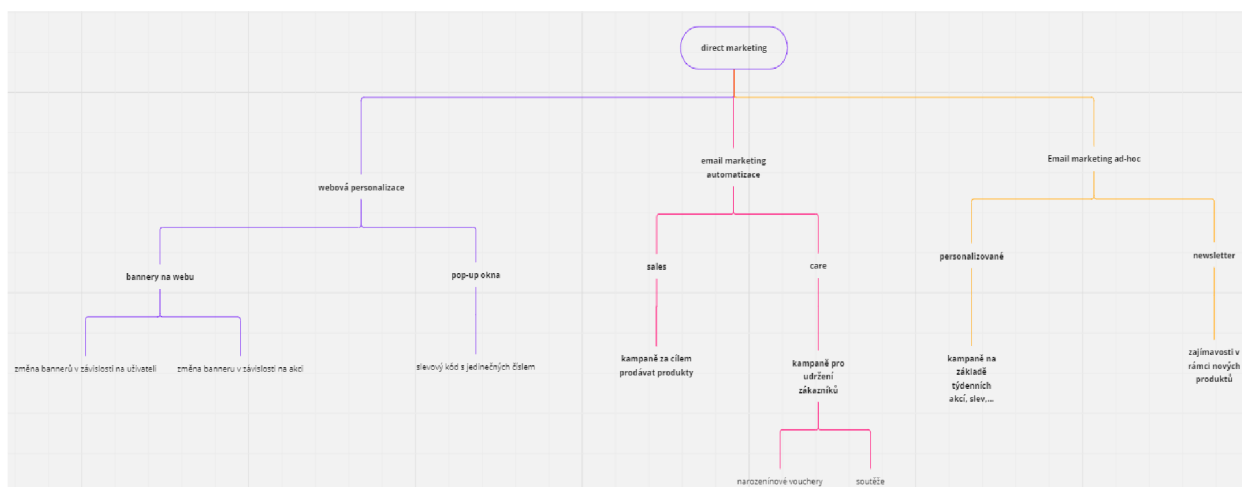 direct marketing
email marketing
automatizace
Email marketing ad-hoc
webová personalizace
bannery na webu
pop-up okna
sales
care
personalizované
newsletter
změna bannerů v závislosti na uživateli
změna banneru v závislosti na akci
slevový kód s jedinečných číslem
kampaně za cílem
prodávat produkty
kampaně pro
udržení
zákazníků
kampaně na
základě
týdenních
akcí, slev,...
zajímavosti v
rámci nových
produktů
narozeninové vouchery
soutěže